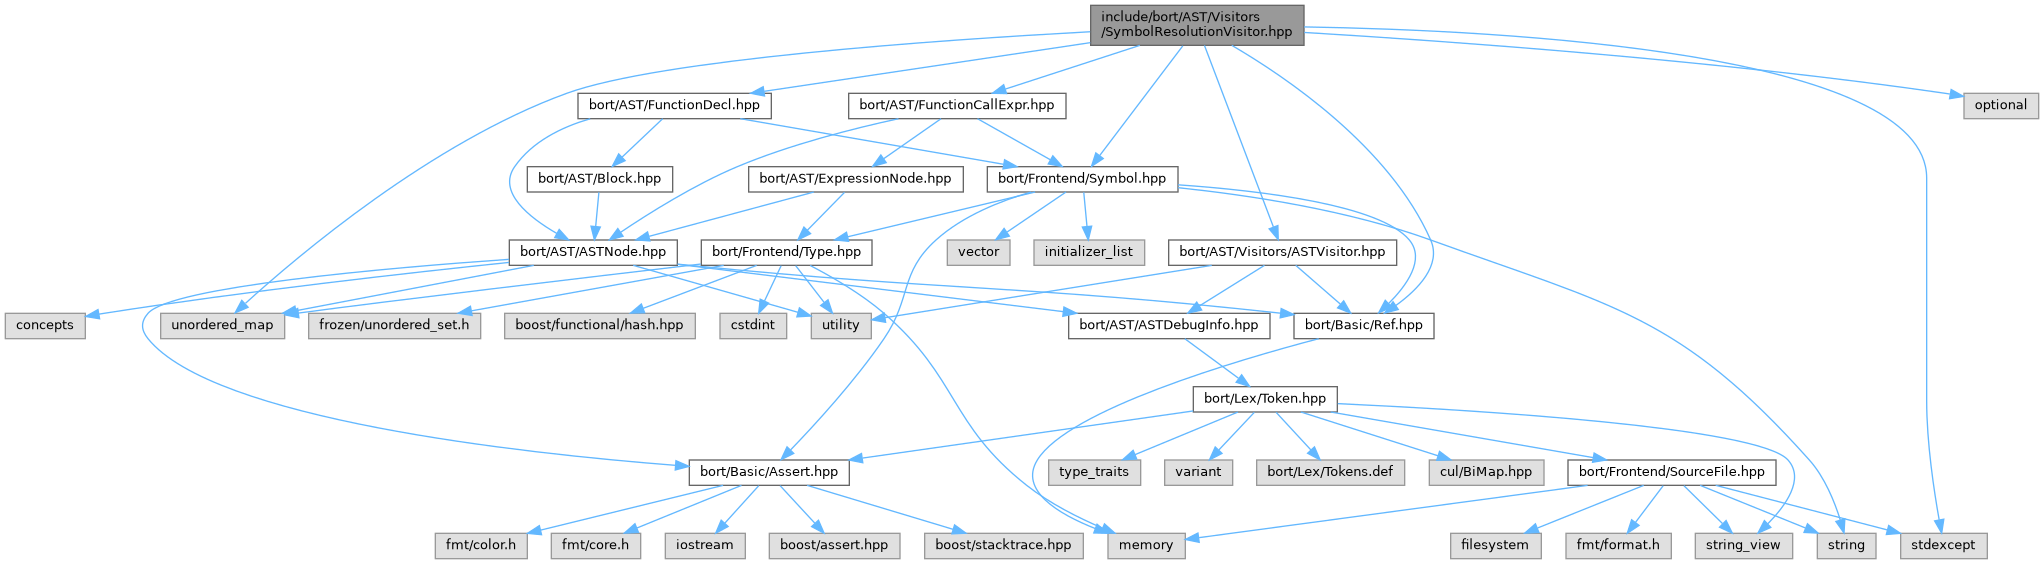 include/bort/AST/Visitors
/SymbolResolutionVisitor.hpp
bort/AST/FunctionDecl.hpp
bort/AST/FunctionCallExpr.hpp
optional
bort/AST/Block.hpp
bort/AST/ExpressionNode.hpp
bort/Frontend/Symbol.hpp
bort/AST/ASTNode.hpp
bort/Frontend/Type.hpp
vector
initializer_list
bort/AST/Visitors/ASTVisitor.hpp
concepts
unordered_map
frozen/unordered_set.h
boost/functional/hash.hpp
cstdint
utility
bort/AST/ASTDebugInfo.hpp
bort/Basic/Ref.hpp
bort/Lex/Token.hpp
bort/Basic/Assert.hpp
type_traits
variant
bort/Lex/Tokens.def
cul/BiMap.hpp
bort/Frontend/SourceFile.hpp
fmt/color.h
fmt/core.h
iostream
boost/assert.hpp
boost/stacktrace.hpp
memory
filesystem
fmt/format.h
string_view
string
stdexcept